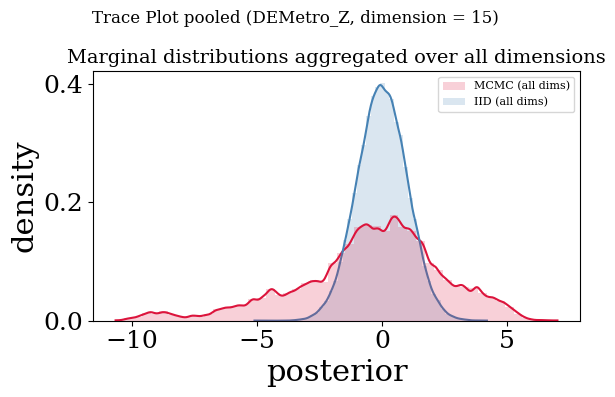 Trace Plot pooled (DEMetro_Z, dimension = 15)
Marginal distributions aggregated over all dimensions
MCMC (all dims)
IID (all dims)
density
0.4
0.2
0.0
−10
−5
0
5
posterior